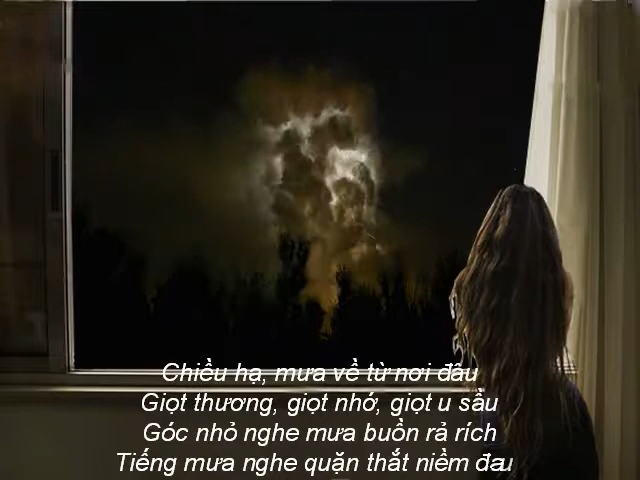 Chiều hạ, mưa về từ nơi đâu
Giọt thương, giọt nhớ, giọt u sầu
Góc nhỏ nghe mưa buồn rả rích
Tiếng mưa nghe quặn thắt niềm đau